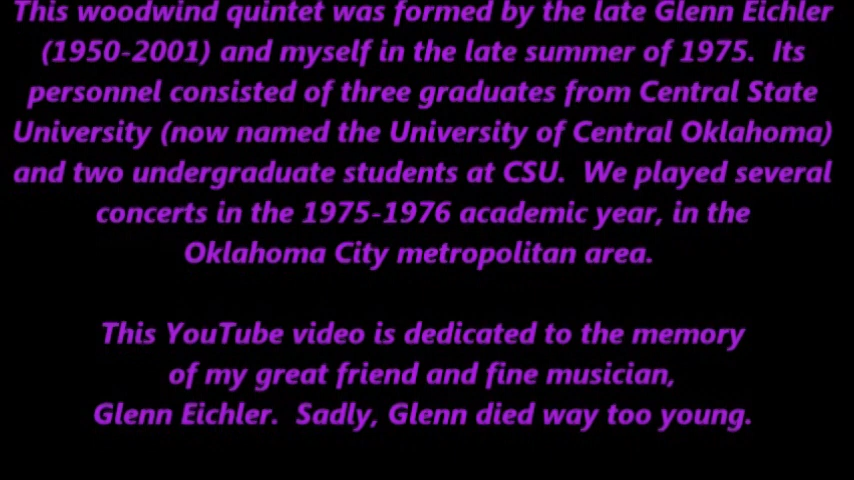 This woodwind quintet was formed by the late Glenn Eichler
(1950-2001) and myself in the late summer of 1975.  Its
personnel consisted of three graduates from Central State
University (now named the University of Central Oklahoma)
and two undergraduate students at CSU.  We played several
concerts in the 1975-1976 academic year, in the
Oklahoma City metropolitan area.
This YouTube video is dedicated to the memory
of my great friend and fine musician,
Glenn Eichler.  Sadly, Glenn died way too young.